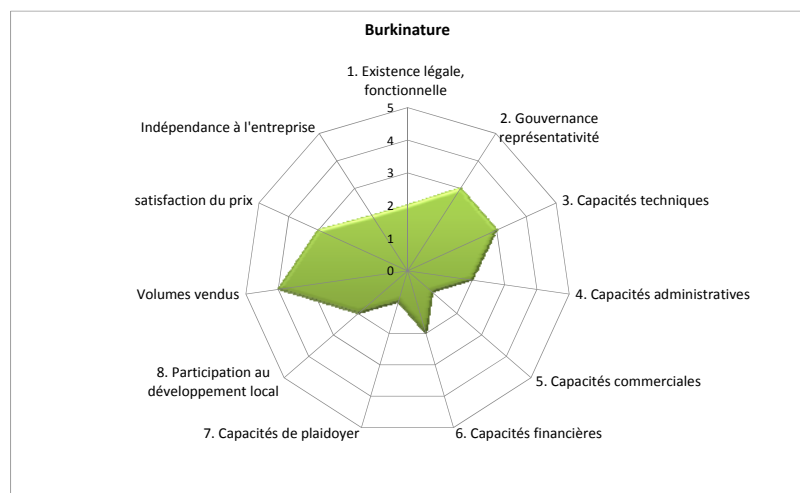 Burkinature
1. Existence légale,
fonctionnelle
2. Gouvernance
représentativité
3. Capacités techniques
4. Capacités administratives
5. Capacités commerciales
6. Capacités financières
7. Capacités de plaidoyer
8. Participation au
développement local
Volumes vendus
satisfaction du prix
Indépendance à l'entreprise
5
4
3
2
1
0